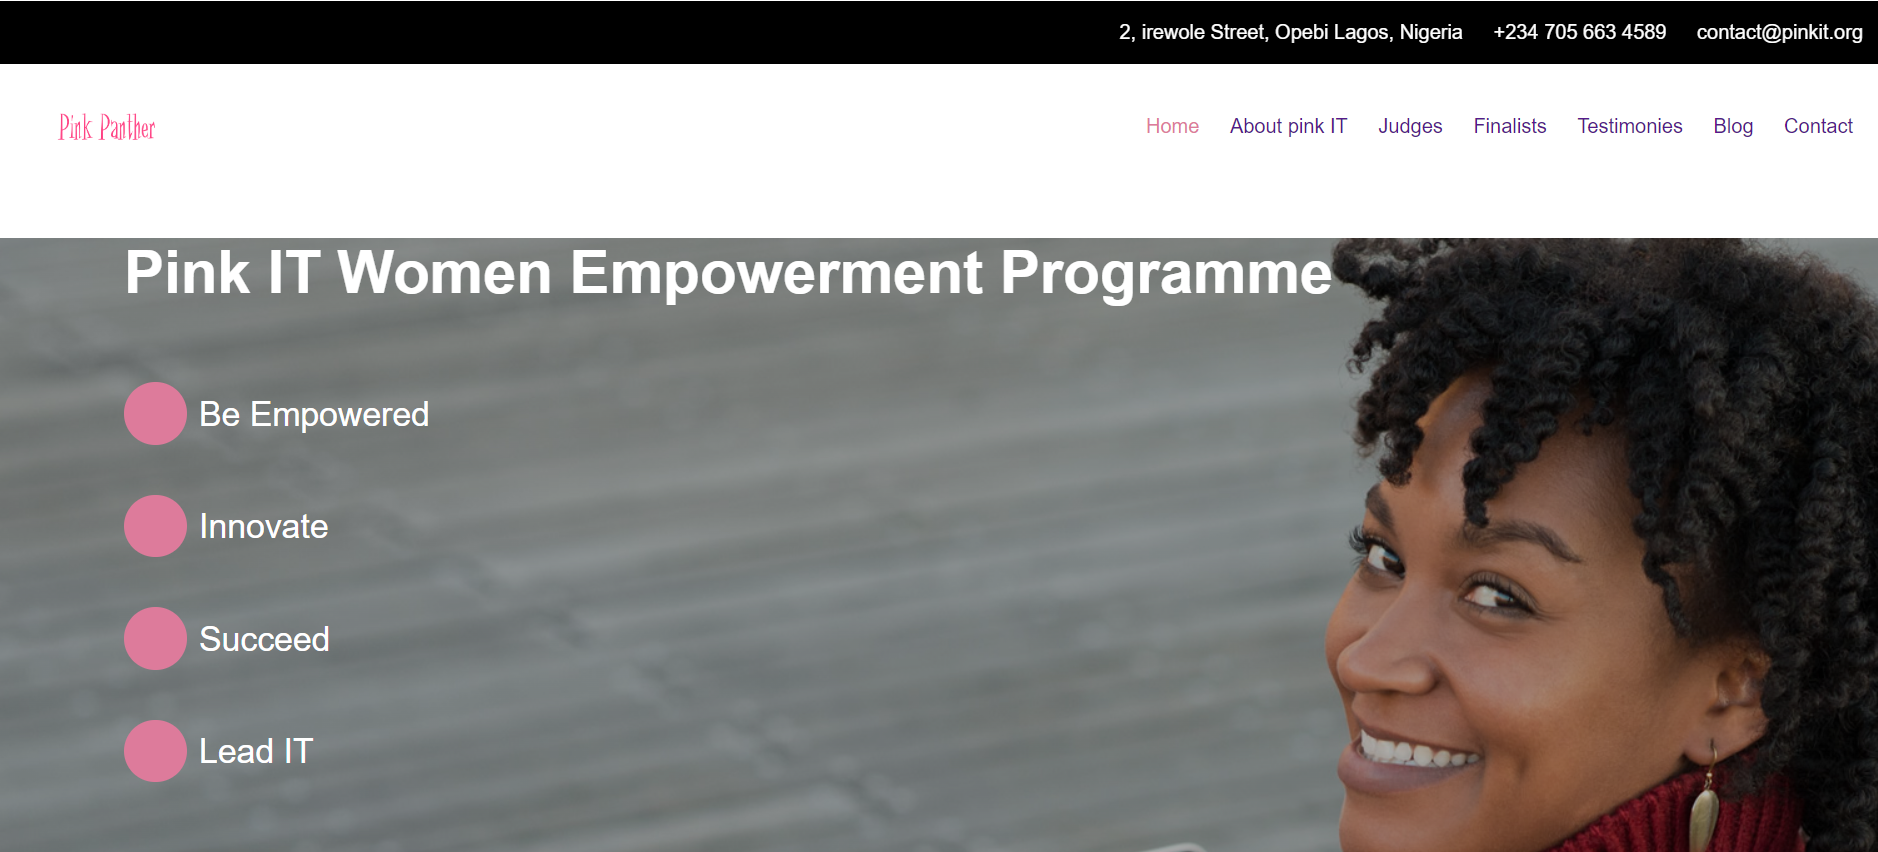 2, irewole Street, Opebi Lagos, Nigeria +234 705 663 4589 contact@pinkit.org
Pink Panther Home About pink IT Judges Finalists Testimonies Blog Contact
Pink IT Women Empowerment Programme
Be Empowered
Innovate
Succeed
Lead IT